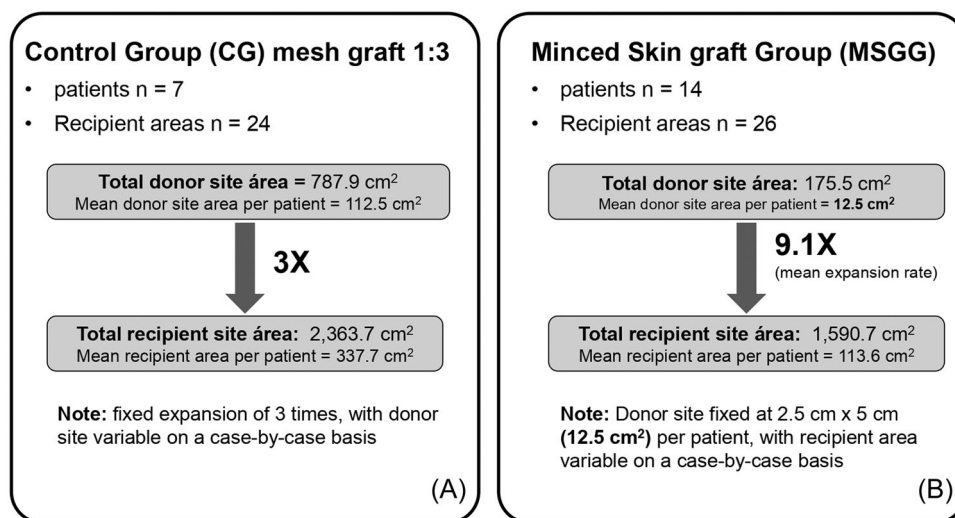 Control Group (CG) mesh graft 1:3
• patients n = 7
• Recipient areas n = 24
Total donor site área = 787.9 cm²
Mean donor site area per patient = 112.5 cm²
3X
Total recipient site área: 2,363.7 cm²
Mean recipient area per patient = 337.7 cm²
Note: fixed expansion of 3 times, with donor
site variable on a case-by-case basis
(A)
Minced Skin graft Group (MSGG)
• patients n = 14
• Recipient areas n = 26
Total donor site área: 175.5 cm²
Mean donor site area per patient = 12.5 cm²
9.1X
(mean expansion rate)
Total recipient site área: 1,590.7 cm²
Mean recipient area per patient = 113.6 cm²
Note: Donor site fixed at 2.5 cm x 5 cm
(12.5 cm²) per patient, with recipient area
variable on a case-by-case basis
(B)